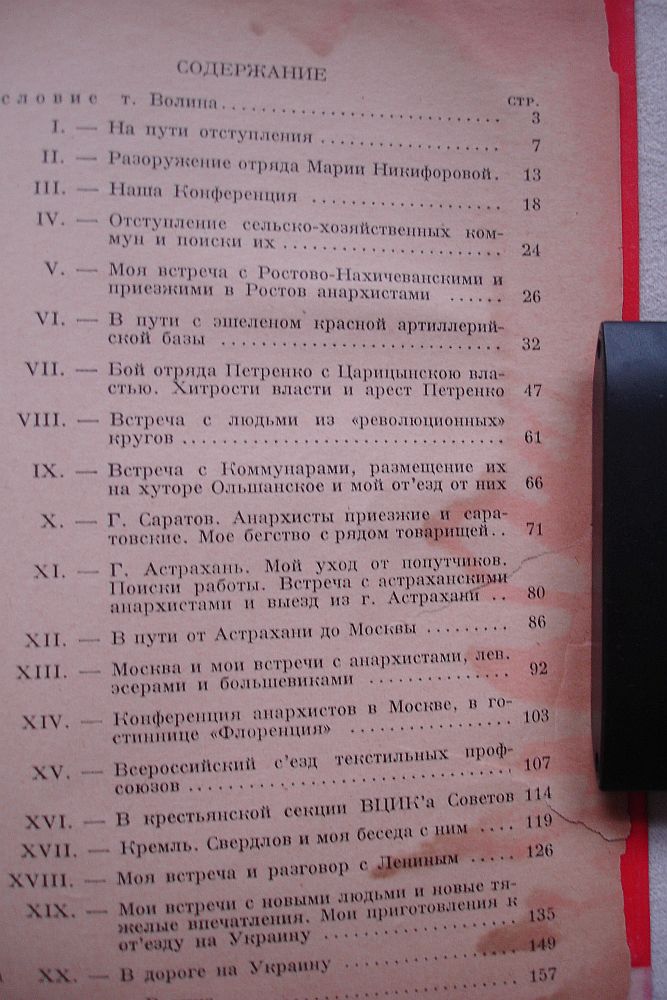 СОДЕРЖАНИЕ
СТР.
словие т. Волина . . . . . . . . . . . . . . . . . . . . 3
I. — На пути отступления . . . . . . . . . . . . . . . 7
II. — Разоружение отряда Марии Никифоровой. 13
III. — Наша Конференция . . . . . . . . . . . . . . . . 18
IV. — Отступление сельско-хозяйственных ком-
мун и поиски их . . . . . . . . . . . . . . . . . . 24
V. — Моя встреча с Ростово-Нахичеванскими и
приезжими в Ростов анархистами . . . . . . 26
VI. — В пути с эшеленом красной артиллерий-
ской базы . . . . . . . . . . . . . . . . . . . . . . . 32
VII. — Бой отряда Петренко с Царицынскою вла-
стью. Хитрости власти и арест Петренко 47
VIII. — Встреча с людьми из «революционных»
кругов . . . . . . . . . . . . . . . . . . . . . . . . . . 61
IX. — Встреча с Коммунарами, размещение их
на хуторе Ольшанское и мой от'езд от них 66
X. — Г. Саратов. Анархисты приезжие и сара-
товские. Мое бегство с рядом товарищей . . 71
XI. — Г. Астрахань. Мой уход от попутчиков.
Поиски работы. Встреча с астраханскими
анархистами и выезд из г. Астрахани . . 80
XII. — В пути от Астрахани до Москвы . . . . . . . . . 86
XIII. — Москва и мои встречи с анархистами, лев.
эсерами и большевиками . . . . . . . . . . . . . 92
XIV. — Конференция анархистов в Москве, в го-
стиннице «Флоренция» . . . . . . . . . . . . . . . 103
XV. — Всероссийский с'езд текстильных проф-
союзов . . . . . . . . . . . . . . . . . . . . . . . . . . 107
XVI. — В крестьянской секции ВЦИК'а Советов 114
XVII. — Кремль. Свердлов и моя беседа с ним . . . . 119
XVIII. — Моя встреча и разговор с Лениным . . . . . 126
XIX. — Мои встречи с новыми людьми и новые тя-
желые впечатления. Мои приготовления к
от'езду на Украину . . . . . . . . . . . . . . . . . . 135
149
XX. — В дороге на Украину . . . . . . . . . . . . . . . . .
157